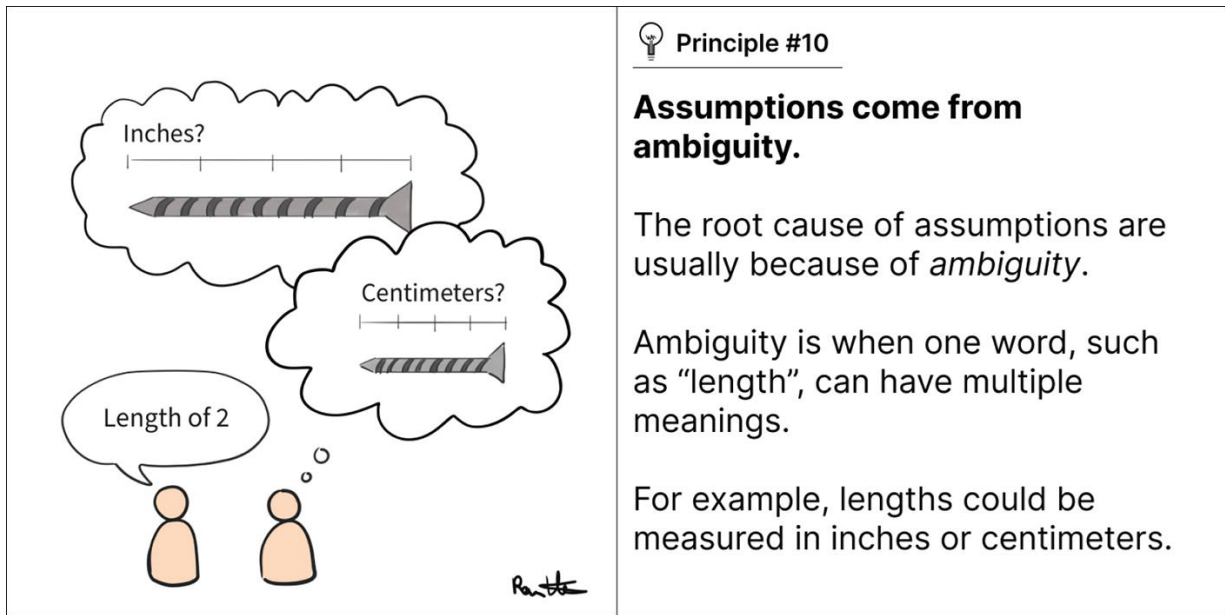 Inches?
Centimeters?
Length of 2
Principle #10
Assumptions come from
ambiguity.
The root cause of assumptions are
usually because of ambiguity.
Ambiguity is when one word, such
as “length”, can have multiple
meanings.
For example, lengths could be
measured in inches or centimeters.